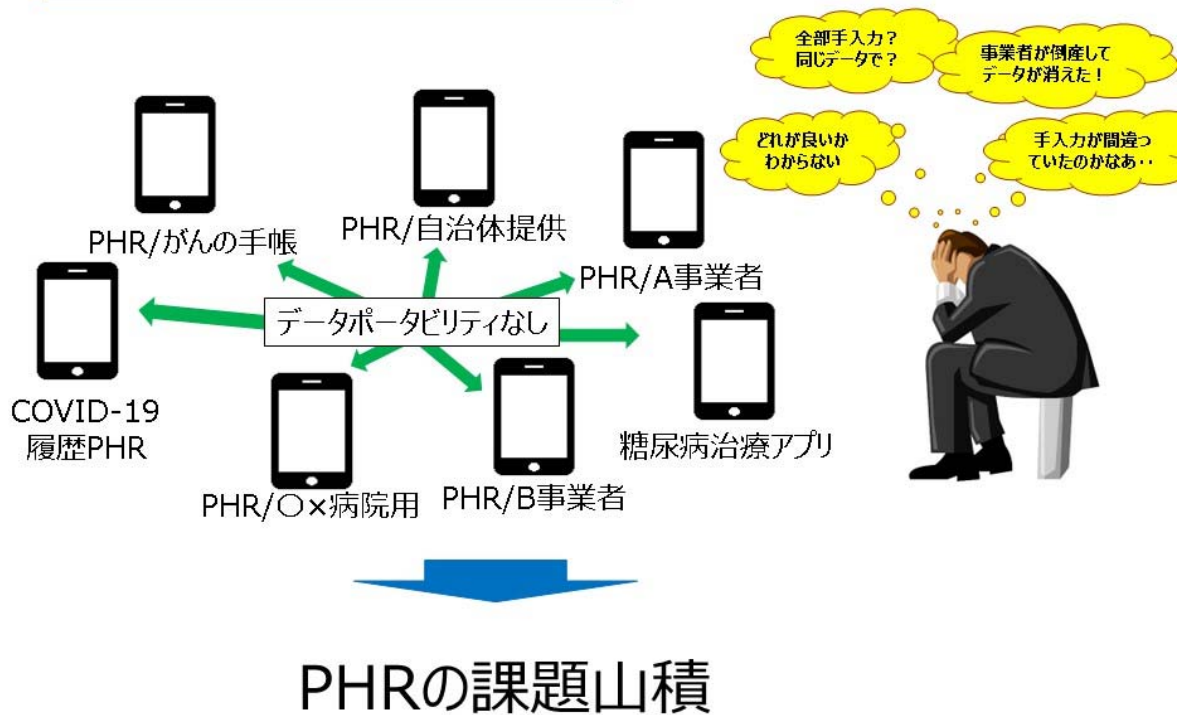 全部手入力？
同じデータで？
事業者が倒産して
データが消えた！
どれが良いか
わからない
手入力が間違っ
ていたのかなあ‥
PHR/がんの手帳
PHR/自治体提供
PHR/A事業者
データポータビリティなし
COVID-19
履歴PHR
PHR/〇×病院用
PHR/B事業者
糖尿病治療アプリ
PHRの課題山積